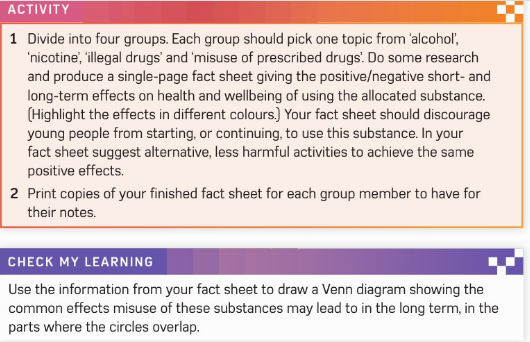 ACTIVITY
1 Divide into four groups. Each group should pick one topic from ‘alcohol’,
‘nicotine’, ‘illegal drugs’ and ‘misuse of prescribed drugs’. Do some research
and produce a single-page fact sheet giving the positive/negative short- and
long-term effects on health and wellbeing of using the allocated substance.
(Highlight the effects in different colours.) Your fact sheet should discourage
young people from starting, or continuing, to use this substance. In your
fact sheet suggest alternative, less harmful activities to achieve the same
positive effects.
2 Print copies of your finished fact sheet for each group member to have for
their notes.
CHECK MY LEARNING
Use the information from your fact sheet to draw a Venn diagram showing the
common effects misuse of these substances may lead to in the long term, in the
parts where the circles overlap.